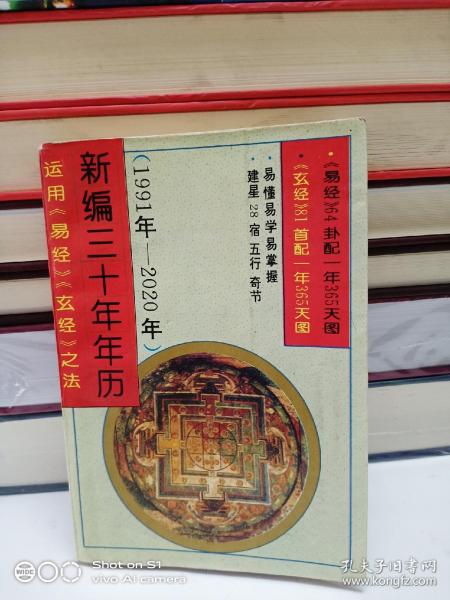 ·《易经》64卦配一年365天图
·《玄经》81首配一年365天图
·易懂易学易掌握
·建星28宿五行奇节
(1991年—2020年)
新编三十年年历
运用《易经》《玄经》之法
WIDE
Shot on S1
vivo AI camera
孔夫子旧书网
www.kongfz.com